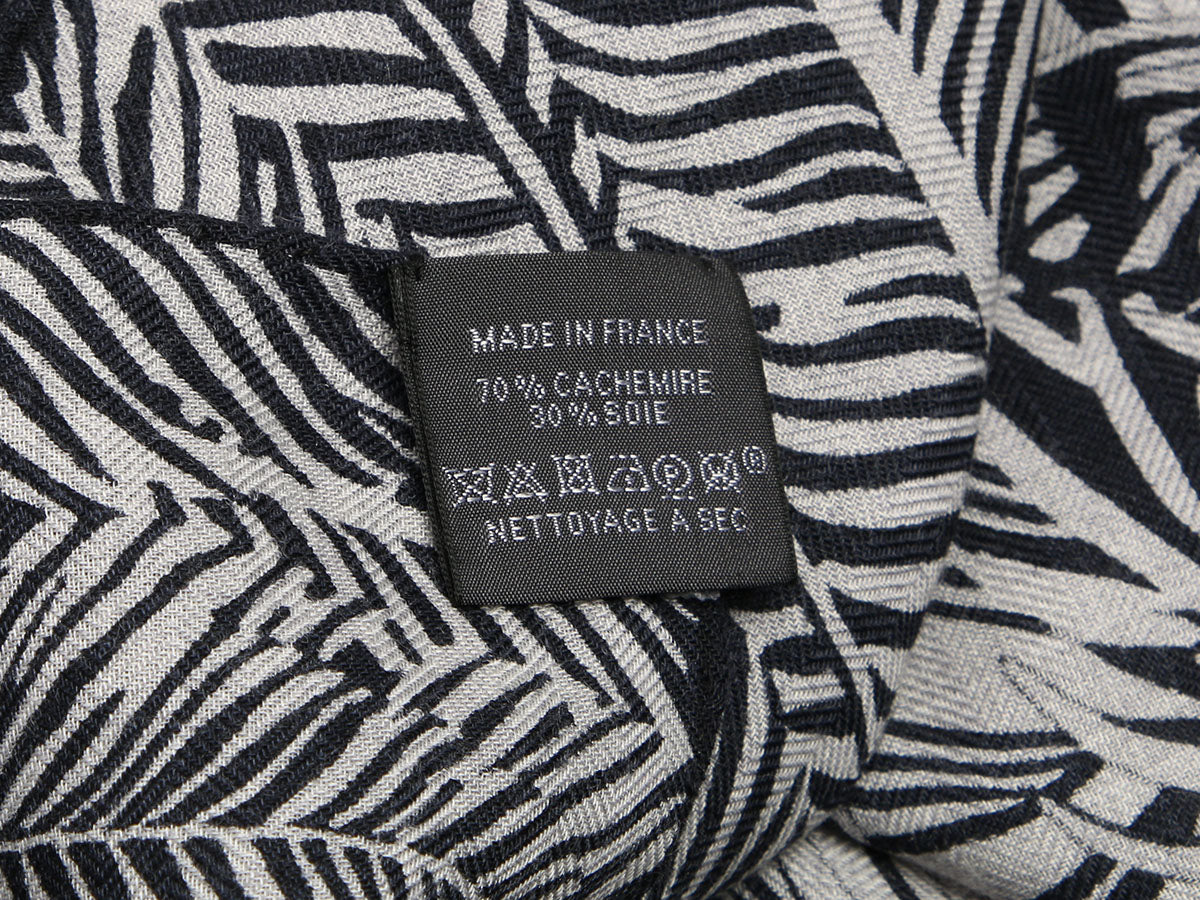 MADE IN FRANCE
70% CACHEMIRE
30% SOIE
P
®
NETTOYAGE A SEC